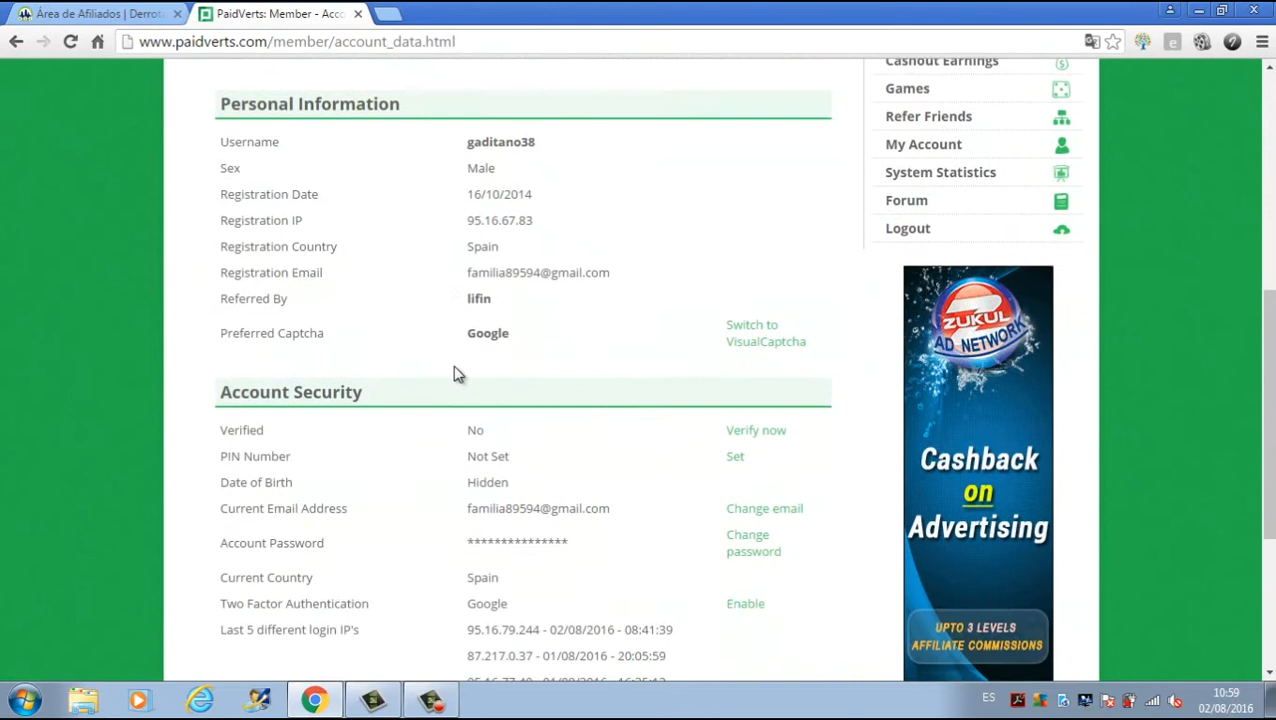 Área de Afiliados | Derrota
PaidVerts: Member - Acco
www.paidverts.com/member/account_data.html
Cashout Earnings
Games
Refer Friends
My Account
System Statistics
Forum
Logout
Personal Information
Username gaditano38
Sex Male
Registration Date 16/10/2014
Registration IP 95.16.67.83
Registration Country Spain
Registration Email familia89594@gmail.com
Referred By lifin
Preferred Captcha Google Switch to
VisualCaptcha
Account Security
Verified No Verify now
PIN Number Not Set Set
Date of Birth Hidden
Current Email Address familia89594@gmail.com Change email
Account Password *************** Change
password
Current Country Spain
Two Factor Authentication Google Enable
Last 5 different login IP's 95.16.79.244 - 02/08/2016 - 08:41:39
87.217.0.37 - 01/08/2016 - 20:05:59
ZUKUL
AD NETWORK
Cashback
on
Advertising
UPTO 3 LEVELS
AFFILIATE COMMISSIONS
ES
10:59
02/08/2016